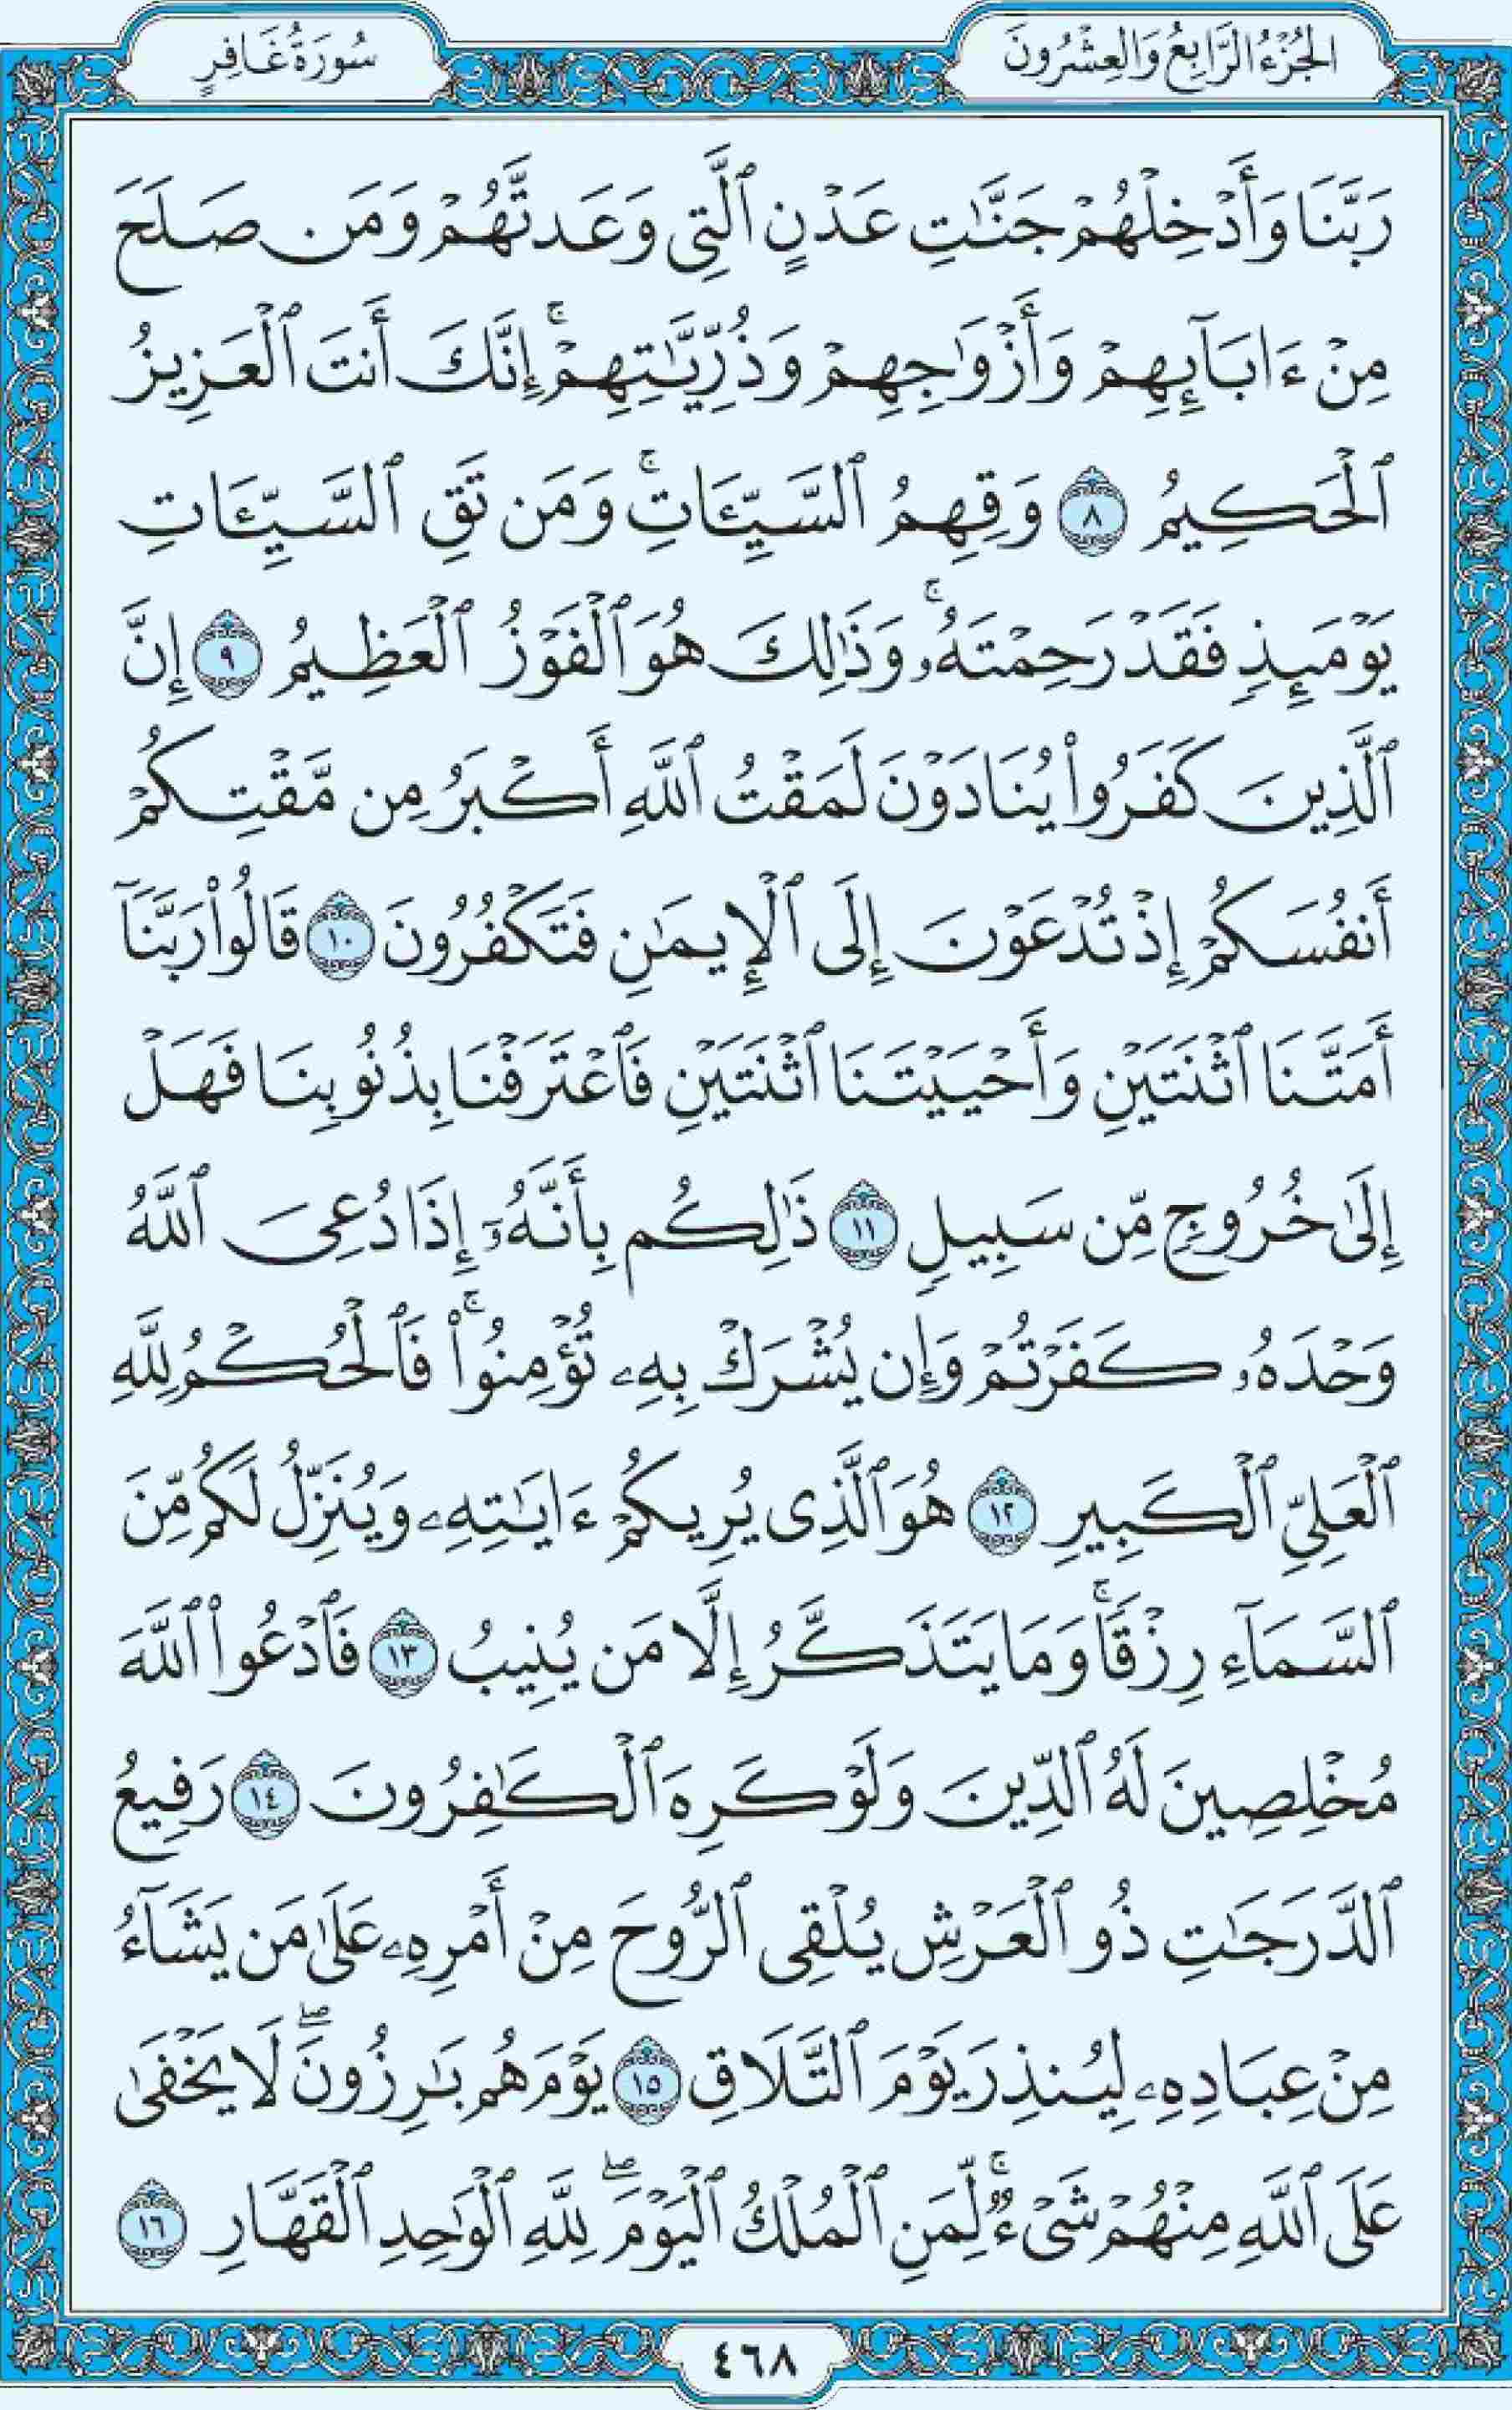 الجُزْءُ الرَّابِعُ وَالعِشْرُونَ
سُورَةُ غَافِرٍ
رَبَّنَا وَأَدْخِلْهُمْ جَنَّـٰتِ عَدْنٍ ٱلَّتِى وَعَدتَّهُمْ وَمَن صَلَحَ
مِنْ ءَابَآئِهِمْ وَأَزْوَٰجِهِمْ وَذُرِّيَّـٰتِهِمْۚ إِنَّكَ أَنتَ ٱلْعَزِيزُ
ٱلْحَكِيمُ ٨ وَقِهِمُ ٱلسَّيِّـَٔاتِۚ وَمَن تَقِ ٱلسَّيِّـَٔاتِ
يَوْمَئِذٍ فَقَدْ رَحِمْتَهُۥۚ وَذَٰلِكَ هُوَ ٱلْفَوْزُ ٱلْعَظِيمُ ٩ إِنَّ
ٱلَّذِينَ كَفَرُوا۟ يُنَادَوْنَ لَمَقْتُ ٱللَّهِ أَكْبَرُ مِن مَّقْتِكُمْ
أَنفُسَكُمْ إِذْ تُدْعَوْنَ إِلَى ٱلْإِيمَـٰنِ فَتَكْفُرُونَ ١٠ قَالُوا۟ رَبَّنَآ
أَمَتَّنَا ٱثْنَتَيْنِ وَأَحْيَيْتَنَا ٱثْنَتَيْنِ فَٱعْتَرَفْنَا بِذُنُوبِنَا فَهَلْ
إِلَىٰ خُرُوجٍ مِّن سَبِيلٍ ١١ ذَٰلِكُم بِأَنَّهُۥٓ إِذَا دُعِىَ ٱللَّهُ
وَحْدَهُۥ كَفَرْتُمْ وَإِن يُشْرَكْ بِهِۦ تُؤْمِنُوا۟ۚ فَٱلْحُكْمُ لِلَّهِ
ٱلْعَلِىِّ ٱلْكَبِيرِ ١٢ هُوَ ٱلَّذِى يُرِيكُمْ ءَايَـٰتِهِۦ وَيُنَزِّلُ لَكُم مِّنَ
ٱلسَّمَآءِ رِزْقًاۚ وَمَا يَتَذَكَّرُ إِلَّا مَن يُنِيبُ ١٣ فَٱدْعُوا۟ ٱللَّهَ
مُخْلِصِينَ لَهُ ٱلدِّينَ وَلَوْ كَرِهَ ٱلْكَـٰفِرُونَ ١٤ رَفِيعُ
ٱلدَّرَجَـٰتِ ذُو ٱلْعَرْشِ يُلْقِى ٱلرُّوحَ مِنْ أَمْرِهِۦ عَلَىٰ مَن يَشَآءُ
مِنْ عِبَادِهِۦ لِيُنذِرَ يَوْمَ ٱلتَّلَاقِ ١٥ يَوْمَ هُم بَـٰرِزُونَۖ لَا يَخْفَىٰ
عَلَى ٱللَّهِ مِنْهُمْ شَىْءٌۚ لِّمَنِ ٱلْمُلْكُ ٱلْيَوْمَۖ لِلَّهِ ٱلْوَٰحِدِ ٱلْقَهَّارِ ١٦
٤٦٨